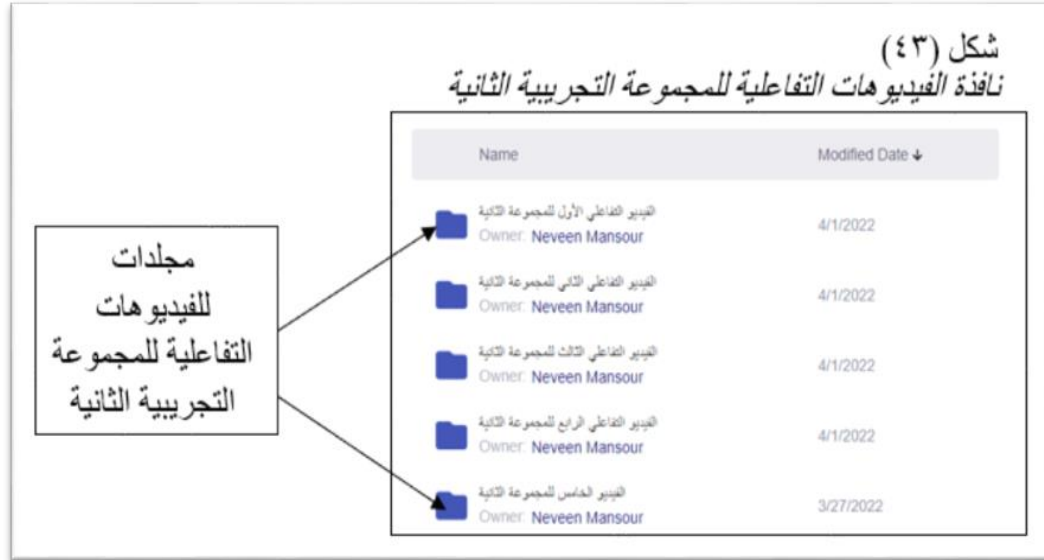 شكل (٤٣)
نافذة الفيديوهات التفاعلية للمجموعة التجريبية الثانية
Name Modified Date ↓
الفيديو التفاعلي الأول للمجموعة الثانية
Owner: Neveen Mansour 4/1/2022
الفيديو التفاعلي الثاني للمجموعة الثانية
Owner: Neveen Mansour 4/1/2022
الفيديو التفاعلي الثالث للمجموعة الثانية
Owner: Neveen Mansour 4/1/2022
الفيديو التفاعلي الرابع للمجموعة الثانية
Owner: Neveen Mansour 4/1/2022
الفيديو الخامس للمجموعة الثانية
Owner: Neveen Mansour 3/27/2022
مجلدات
للفيديوهات
التفاعلية للمجموعة
التجريبية الثانية